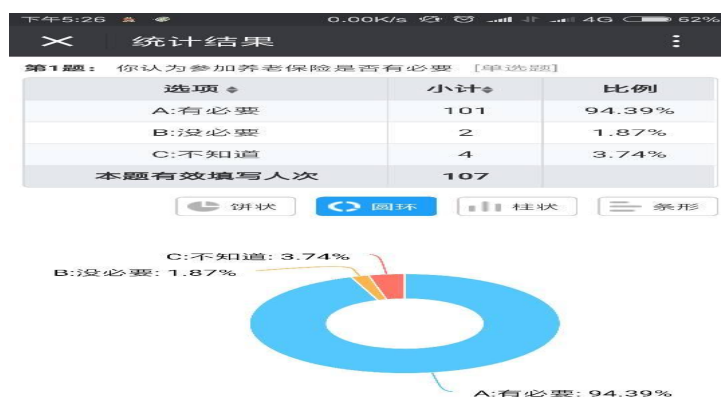 下午5:26 0.00K/s 4G 62%
统计结果
第1题： 你认为参加养老保险是否有必要 [单选题]
选项 小计 比例
A:有必要 101 94.39%
B:没必要 2 1.87%
C:不知道 4 3.74%
本题有效填写人次 107
饼状 圆环 柱状 条形
C:不知道: 3.74%
B:没必要: 1.87%
A:有必要: 94.39%